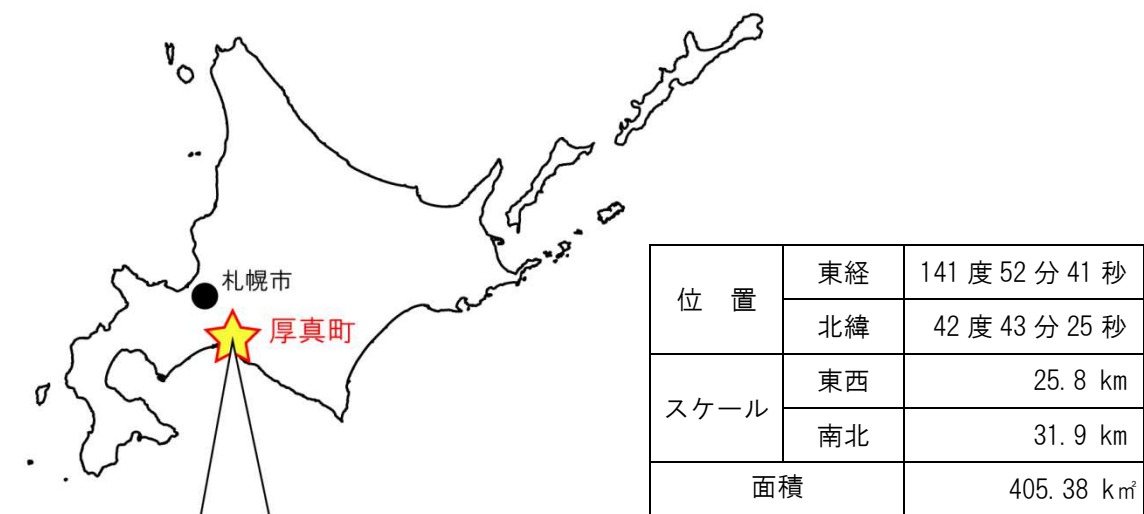 札幌市
厚真町
位 置 東経 141 度 52 分 41 秒
北緯 42 度 43 分 25 秒
スケール 東西 25.8 km
南北 31.9 km
面積 405.38 k㎡